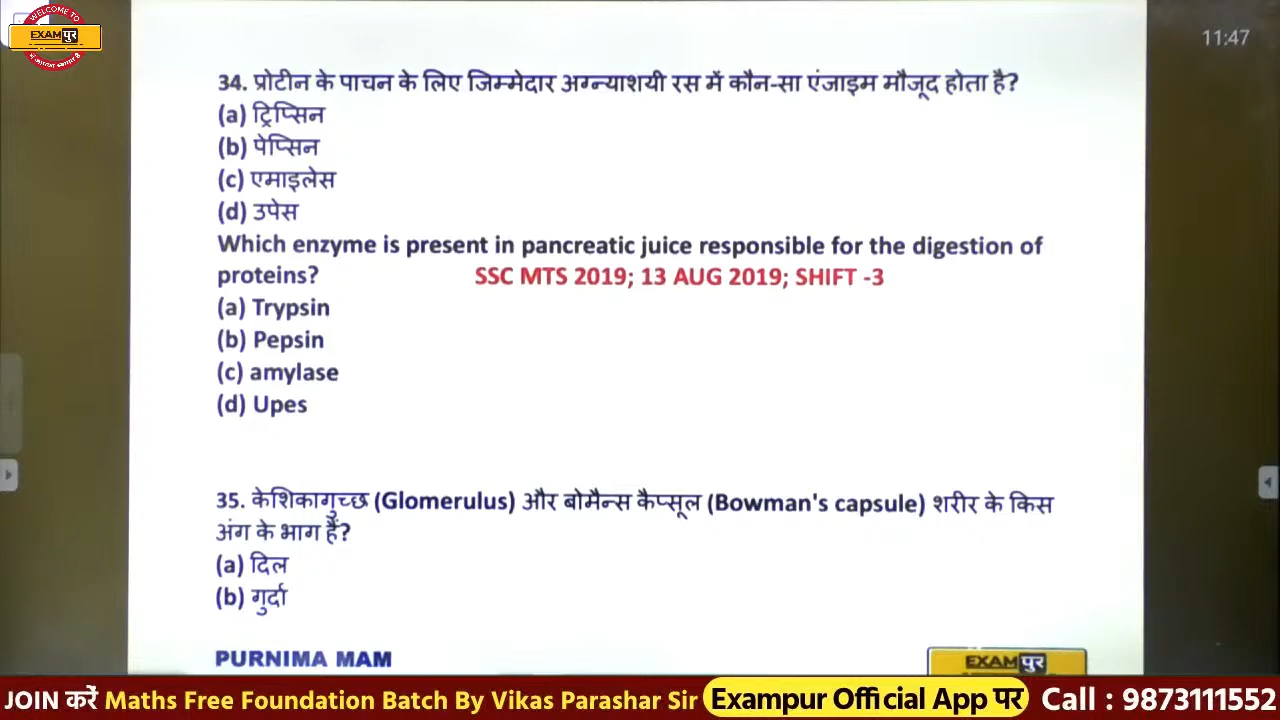 WELCOME TO
EXAMपुर
11:47
34. प्रोटीन के पाचन के लिए जिम्मेदार अग्न्याशयी रस में कौन-सा एंजाइम मौजूद होता है?
(a) ट्रिप्सिन
(b) पेप्सिन
(c) एमाइलेस
(d) उपेस
Which enzyme is present in pancreatic juice responsible for the digestion of
proteins? SSC MTS 2019; 13 AUG 2019; SHIFT -3
(a) Trypsin
(b) Pepsin
(c) amylase
(d) Upes
35. केशिकागुच्छ (Glomerulus) और बोमैन्स कैप्सूल (Bowman's capsule) शरीर के किस
अंग के भाग हैं?
(a) दिल
(b) गुर्दा
PURNIMA MAM
EXAMपुर
JOIN करें Maths Free Foundation Batch By Vikas Parashar Sir Exampur Official App पर Call : 9873111552